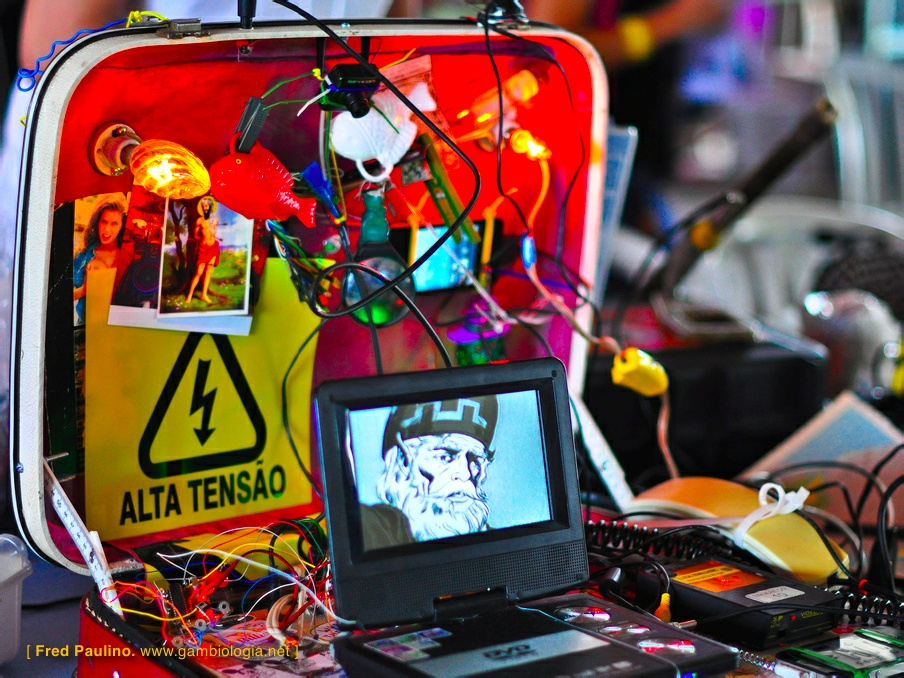 ALTA TENSÃO
DVD
[ Fred Paulino. www.gambiologia.net ]